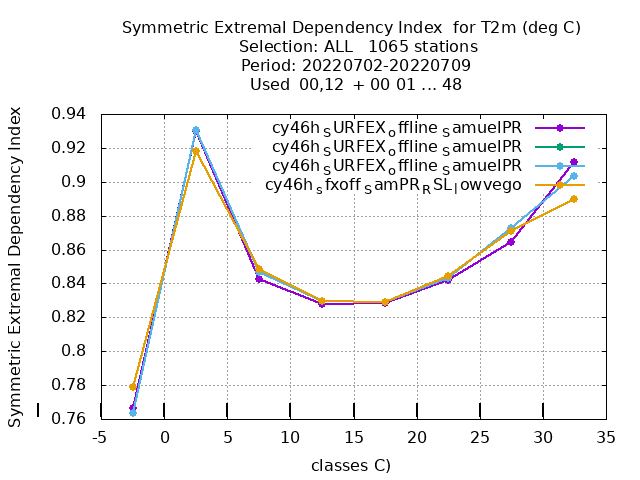 Symmetric Extremal Dependency Index for T2m (deg C)
Selection: ALL 1065 stations
Period: 20220702-20220709
Used 00,12 + 00 01 ... 48
Symmetric Extremal Dependency Index
0.94
0.92
0.9
0.88
0.86
0.84
0.82
0.8
0.78
0.76
cy46h_SURFEX_offline_SamuelPR
cy46h_SURFEX_offline_SamuelPR
cy46h_SURFEX_offline_SamuelPR
cy46h_sfxoff_SamPR_RSL_lowvego
-5 0 5 10 15 20 25 30 35
classes C)